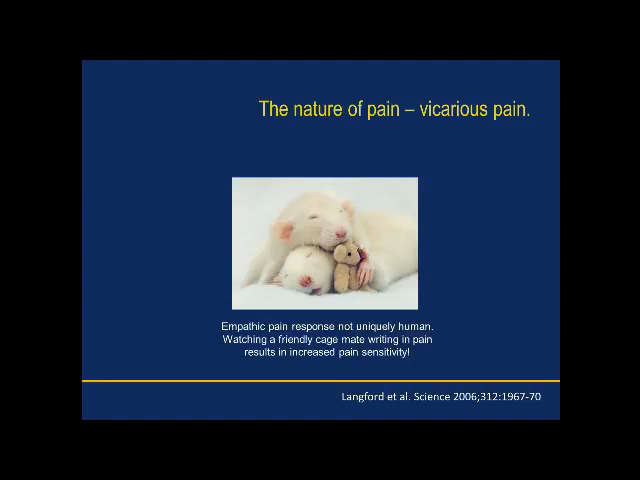 The nature of pain – vicarious pain.
Empathic pain response not uniquely human.
Watching a friendly cage mate writing in pain
results in increased pain sensitivity!
Langford et al. Science 2006;312:1967-70